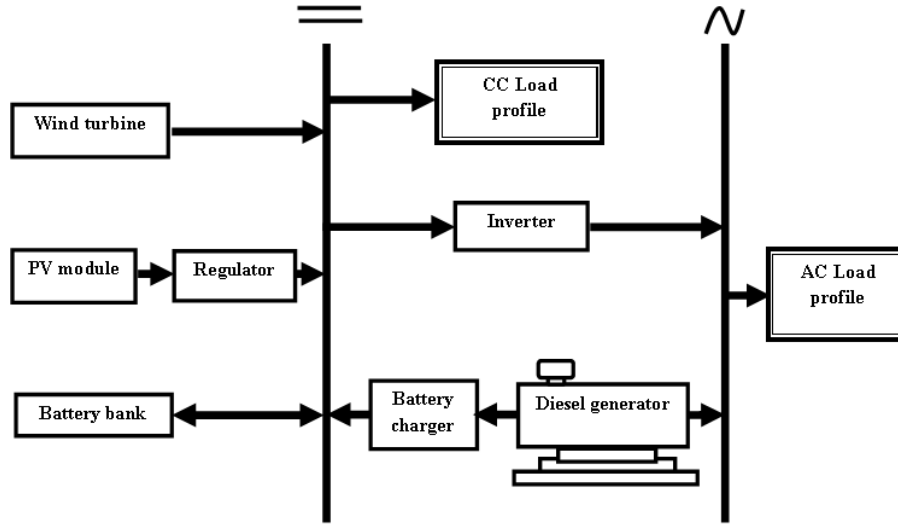 CC Load
profile
Wind turbine
Inverter
PV module
Regulator
AC Load
profile
Battery bank
Battery
charger
Diesel generator